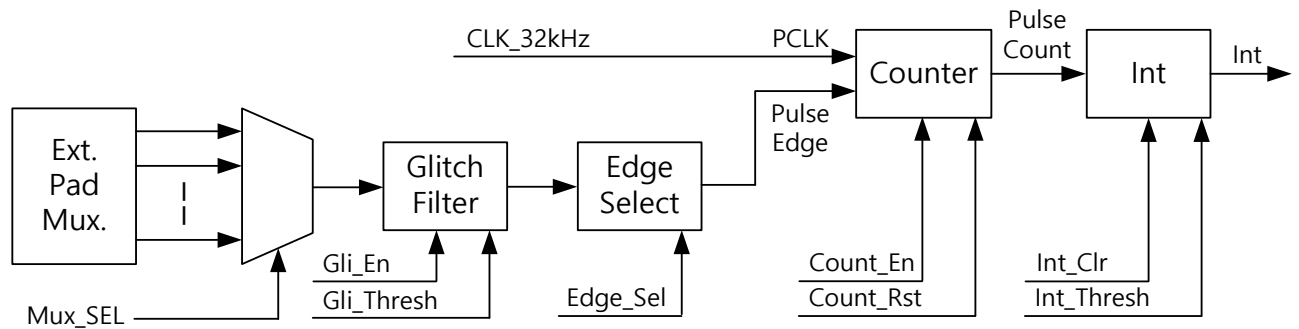 CLK_32kHz
PCLK
Pulse
Count
Int
Counter
Int
Ext.
Pad
Mux.
Glitch
Filter
Edge
Select
Pulse
Edge
Gli_En
Gli_Thresh
Mux_SEL
Edge_Sel
Count_En
Count_Rst
Int_Clr
Int_Thresh